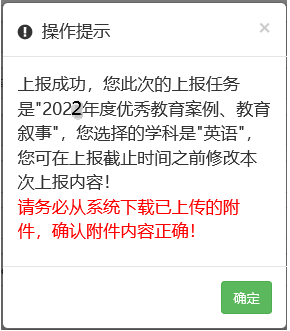 操作提示
×
上报成功，您此次的上报任务
是"2022年度优秀教育案例、教育
叙事"，您选择的学科是"英语"，
您可在上报截止时间之前修改本
次上报内容！
请务必从系统下载已上传的附
件，确认附件内容正确！
确定